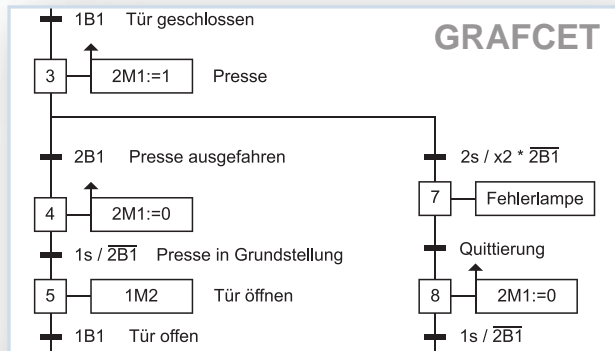 1B1 Tür geschlossen
GRAFCET
3 2M1:=1 Presse
2B1 Presse ausgefahren
2s / x2 * 2B1̅
7 Fehlerlampe
4 2M1:=0
1s / 2B1̅ Presse in Grundstellung
Quittierung
5 1M2 Tür öffnen
8 2M1:=0
1B1 Tür offen
1s / 2B1̅